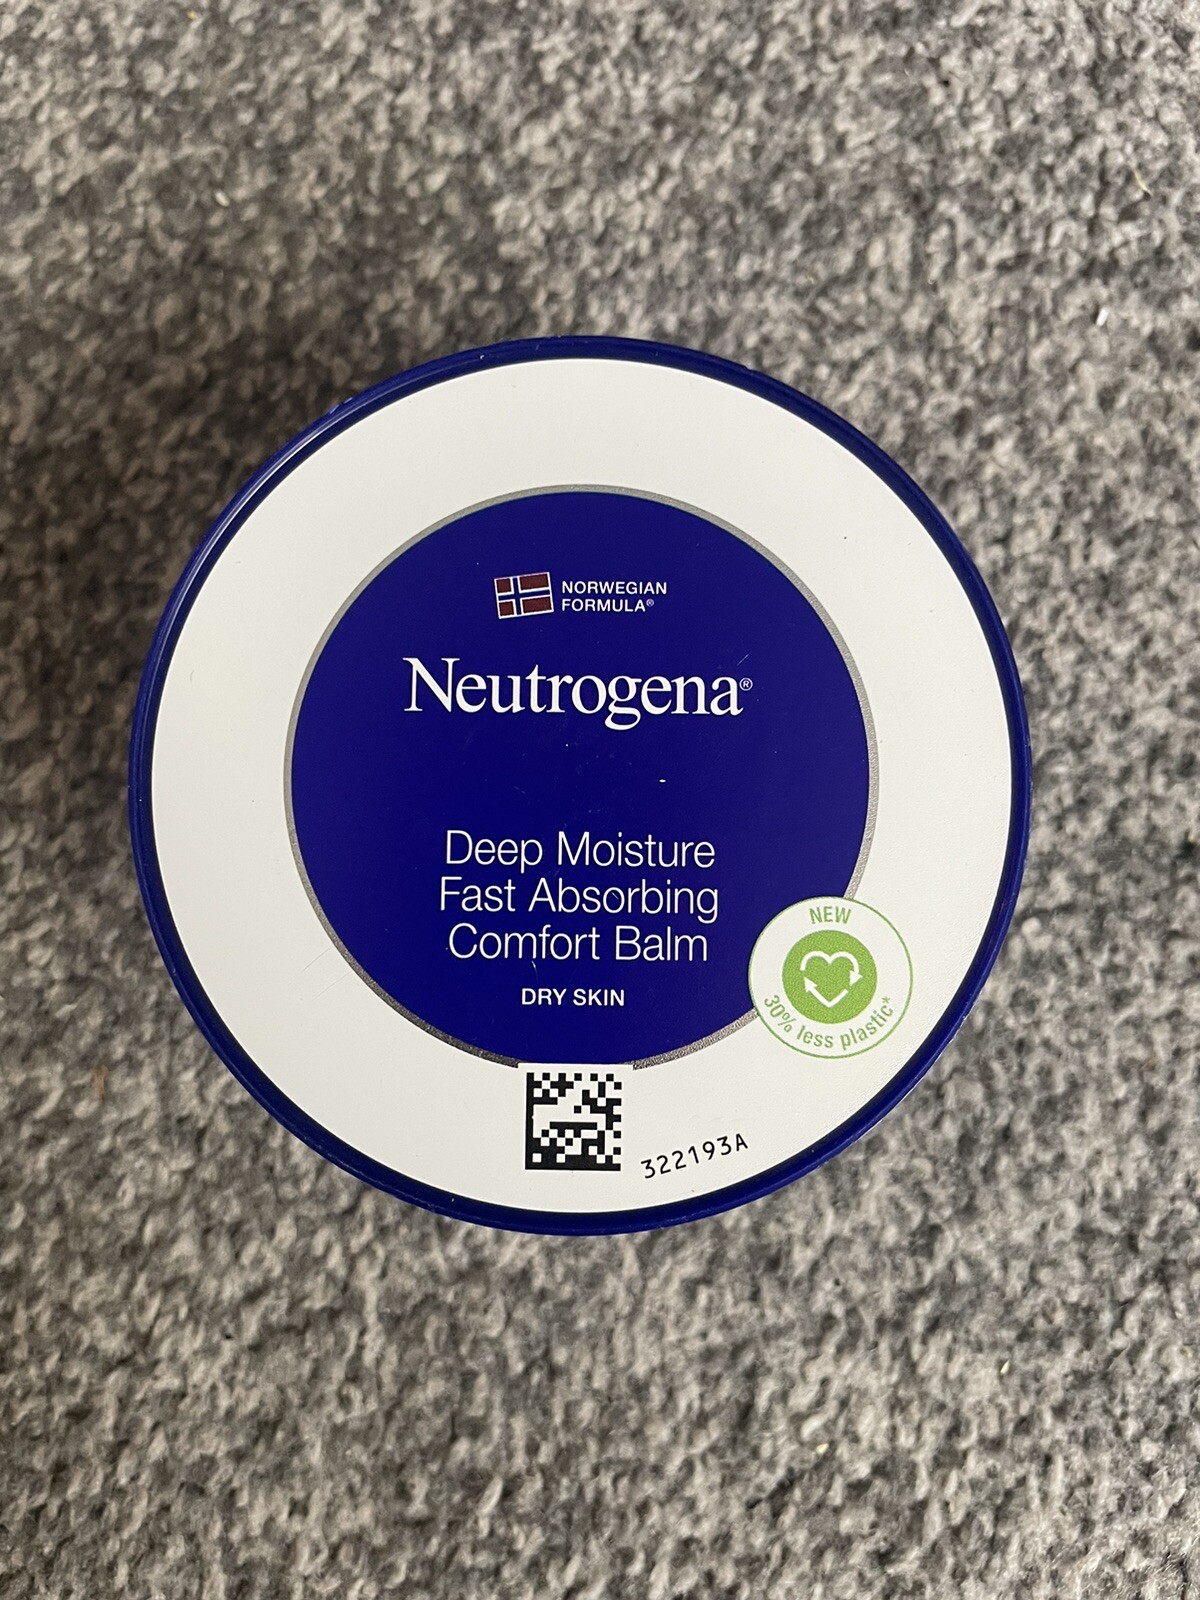 NORWEGIAN
FORMULA®
Neutrogena®
Deep Moisture
Fast Absorbing
Comfort Balm
DRY SKIN
NEW
30% less plastic*
322193A